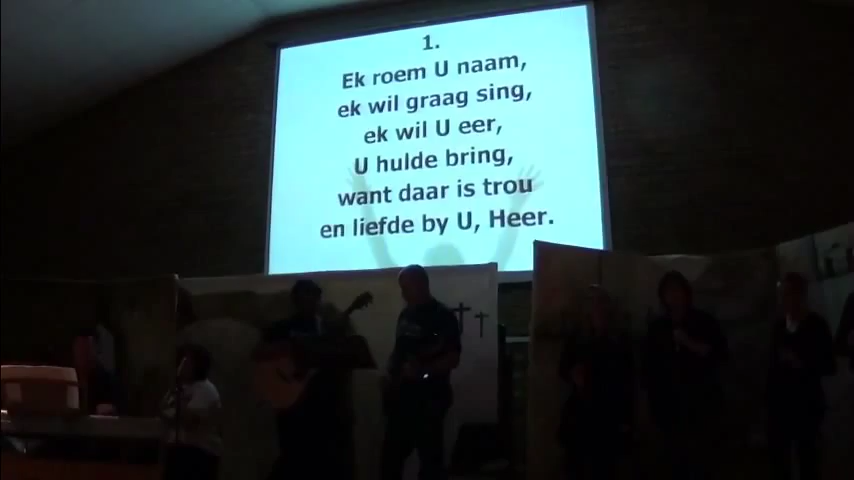 1.
Ek roem U naam,
ek wil graag sing,
ek wil U eer,
U hulde bring,
want daar is trou
en liefde by U, Heer.